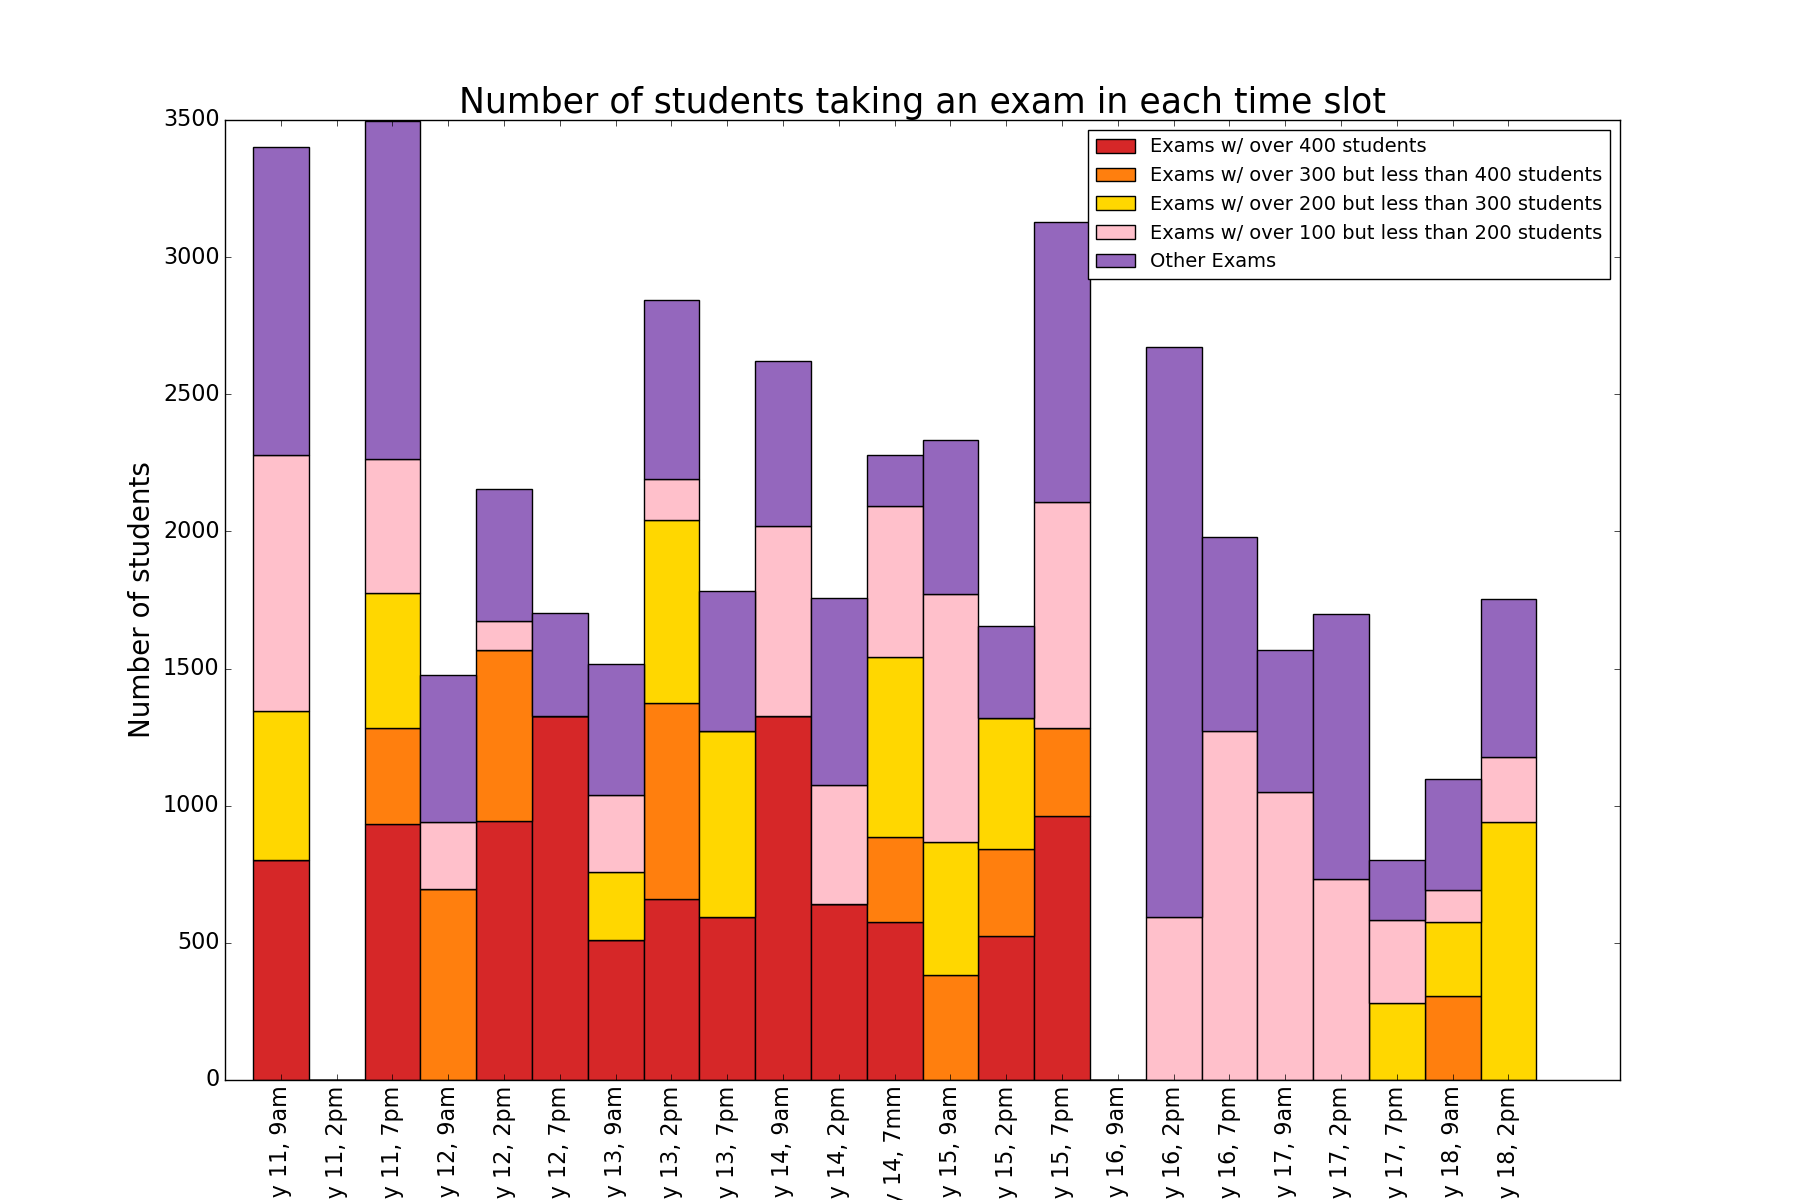 Number of students taking an exam in each time slot
Exams w/ over 400 students
Exams w/ over 300 but less than 400 students
Exams w/ over 200 but less than 300 students
Exams w/ over 100 but less than 200 students
Other Exams
Number of students
3500
3000
2500
2000
1500
1000
500
0
y 11, 9am
y 11, 2pm
y 11, 7pm
y 12, 9am
y 12, 2pm
y 12, 7pm
y 13, 9am
y 13, 2pm
y 13, 7pm
y 14, 9am
y 14, 2pm
y 14, 7mm
y 15, 9am
y 15, 2pm
y 15, 7pm
y 16, 9am
y 16, 2pm
y 16, 7pm
y 17, 9am
y 17, 2pm
y 17, 7pm
y 18, 9am
y 18, 2pm